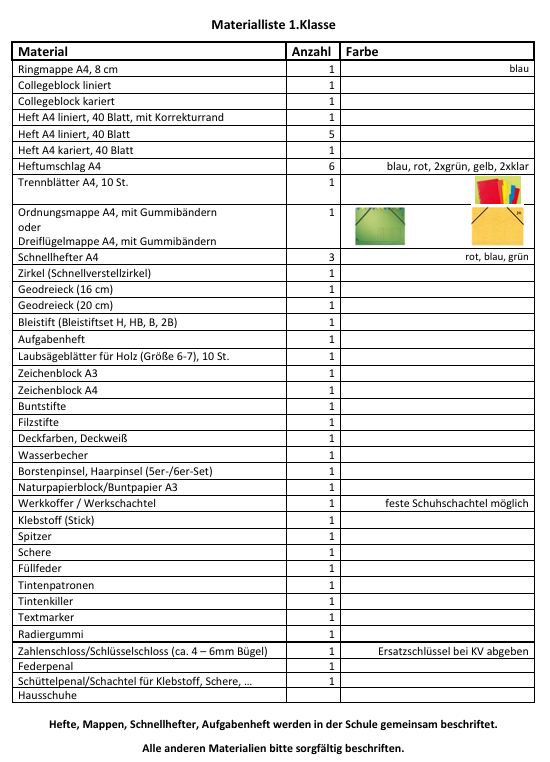 Materialliste 1.Klasse
Material Anzahl Farbe
Ringmappe A4, 8 cm 1 blau
Collegeblock liniert 1
Collegeblock kariert 1
Heft A4 liniert, 40 Blatt, mit Korrekturrand 1
Heft A4 liniert, 40 Blatt 5
Heft A4 kariert, 40 Blatt 1
Heftumschlag A4 6 blau, rot, 2xgrün, gelb, 2xklar
Trennblätter A4, 10 St. 1
Ordnungsmappe A4, mit Gummibändern 1
oder
Dreiflügelmappe A4, mit Gummibändern
Schnellhefter A4 3 rot, blau, grün
Zirkel (Schnellverstellzirkel) 1
Geodreieck (16 cm) 1
Geodreieck (20 cm) 1
Bleistift (Bleistiftset H, HB, B, 2B) 1
Aufgabenheft 1
Laubsägeblätter für Holz (Größe 6-7), 10 St. 1
Zeichenblock A3 1
Zeichenblock A4 1
Buntstifte 1
Filzstifte 1
Deckfarben, Deckweiß 1
Wasserbecher 1
Borstenpinsel, Haarpinsel (5er-/6er-Set) 1
Naturpapierblock/Buntpapier A3 1
Werkkoffer / Werkschachtel 1 feste Schuhschachtel möglich
Klebstoff (Stick) 1
Spitzer 1
Schere 1
Füllfeder 1
Tintenpatronen 1
Tintenkiller 1
Textmarker 1
Radiergummi 1
Zahlenschloss/Schlüsselschloss (ca. 4 – 6mm Bügel) 1 Ersatzschlüssel bei KV abgeben
Federpenal 1
Schüttelpenal/Schachtel für Klebstoff, Schere, … 1
Hausschuhe
Hefte, Mappen, Schnellhefter, Aufgabenheft werden in der Schule gemeinsam beschriftet.
Alle anderen Materialien bitte sorgfältig beschriften.